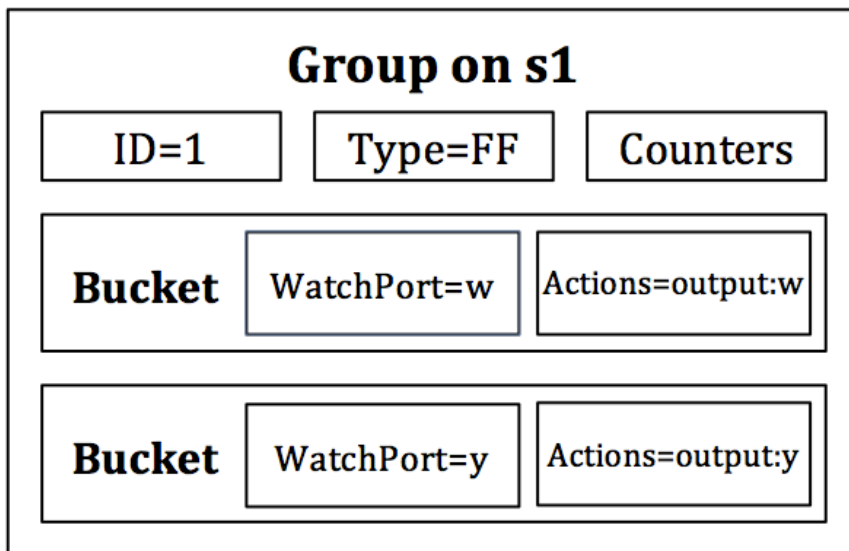 Group on s1
ID=1 Type=FF Counters
Bucket WatchPort=w Actions=output:w
Bucket WatchPort=y Actions=output:y